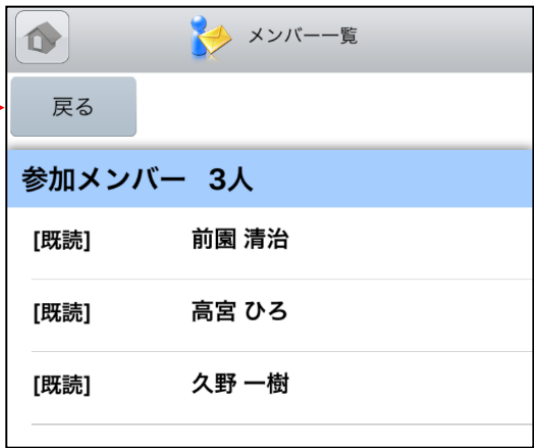 メンバー一覧
戻る
参加メンバー 3人
[既読] 前園 清治
[既読] 高宮 ひろ
[既読] 久野 一樹